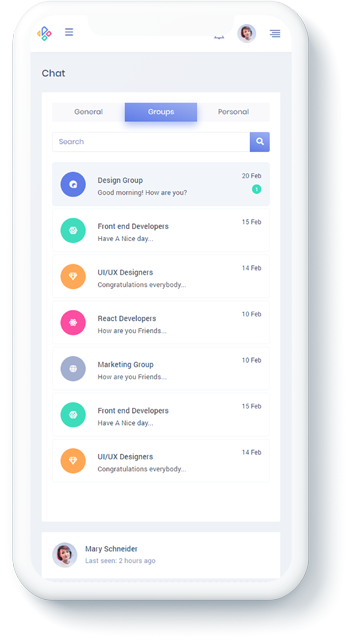 Chat
General
Groups
Personal
Search
Design Group
20 Feb
Good morning! How are you?
1
Front end Developers
15 Feb
Have A Nice day...
UI/UX Designers
14 Feb
Congratulations everybody...
React Developers
10 Feb
How are you Friends...
Marketing Group
10 Feb
How are you Friends...
Front end Developers
15 Feb
Have A Nice day...
UI/UX Designers
14 Feb
Congratulations everybody...
Mary Schneider
Last seen: 2 hours ago